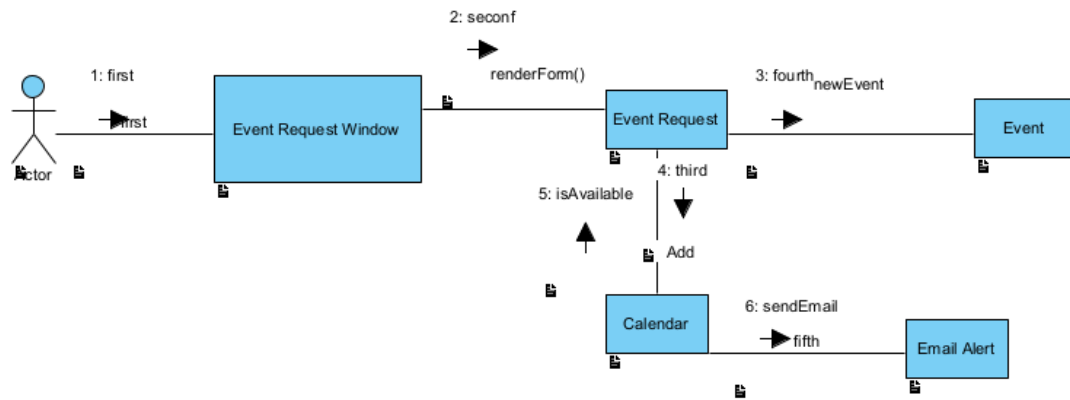 2: seconf
1: first
renderForm()
3: fourth
newEvent
first
Event Request Window
Event Request
Event
Actor
4: third
5: isAvailable
Add
6: sendEmail
Calendar
fifth
Email Alert